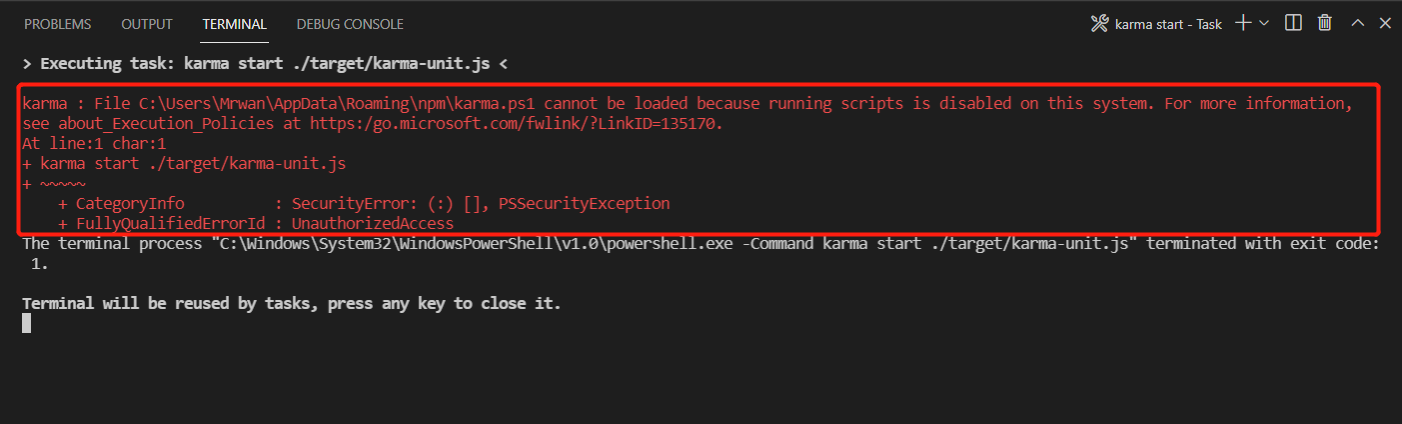 PROBLEMS OUTPUT TERMINAL DEBUG CONSOLE karma start - Task
> Executing task: karma start ./target/karma-unit.js <
karma : File C:\Users\Mrwan\AppData\Roaming\npm\karma.ps1 cannot be loaded because running scripts is disabled on this system. For more information,
see about_Execution_Policies at https:/go.microsoft.com/fwlink/?LinkID=135170.
At line:1 char:1
+ karma start ./target/karma-unit.js
+ ~~~~~
+ CategoryInfo : SecurityError: (:) [], PSSecurityException
+ FullyQualifiedErrorId : UnauthorizedAccess
The terminal process "C:\Windows\System32\WindowsPowerShell\v1.0\powershell.exe -Command karma start ./target/karma-unit.js" terminated with exit code:
1.
Terminal will be reused by tasks, press any key to close it.